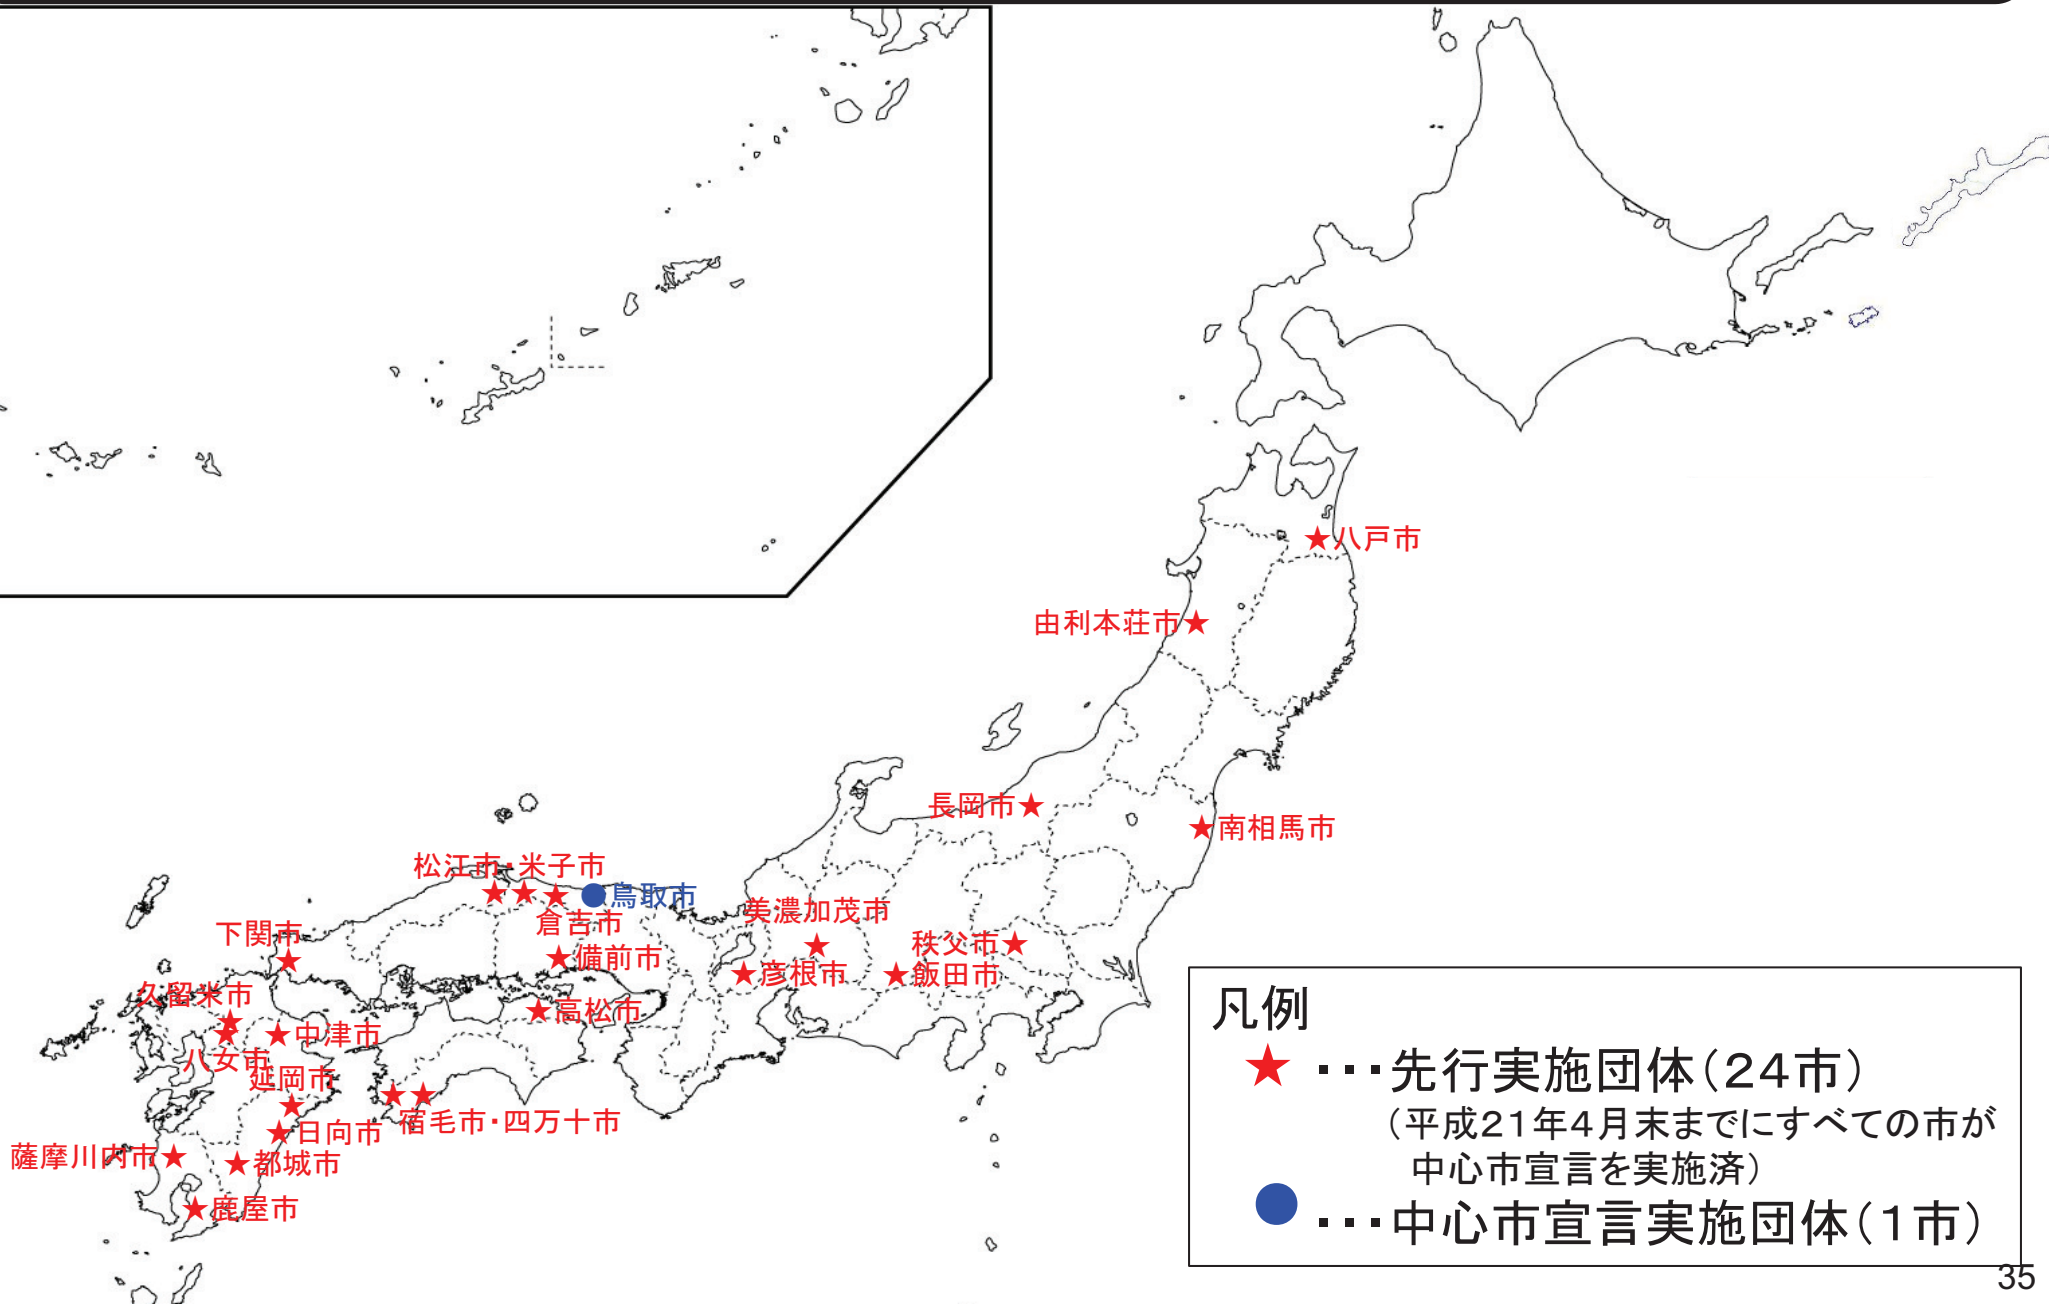 八戸市
由利本荘市
長岡市
南相馬市
松江市・米子市
鳥取市
倉吉市
美濃加茂市
下関市
秩父市
備前市
彦根市
飯田市
久留米市
高松市
中津市
八女市
延岡市
宿毛市・四万十市
日向市
薩摩川内市
都城市
鹿屋市
凡例
★ ・・・先行実施団体(24市)
(平成21年4月末までにすべての市が
中心市宣言を実施済)
● ・・・中心市宣言実施団体(1市)
35